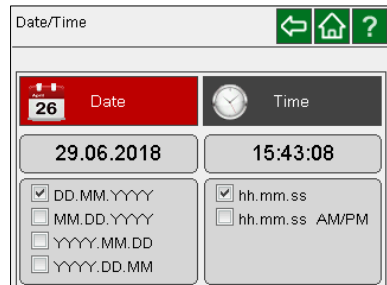 Date/Time
?
April
26
Date
Time
29.06.2018
15:43:08
DD.MM.YYYY
MM.DD.YYYY
YYYY.MM.DD
YYYY.DD.MM
hh.mm.ss
hh.mm.ss AM/PM